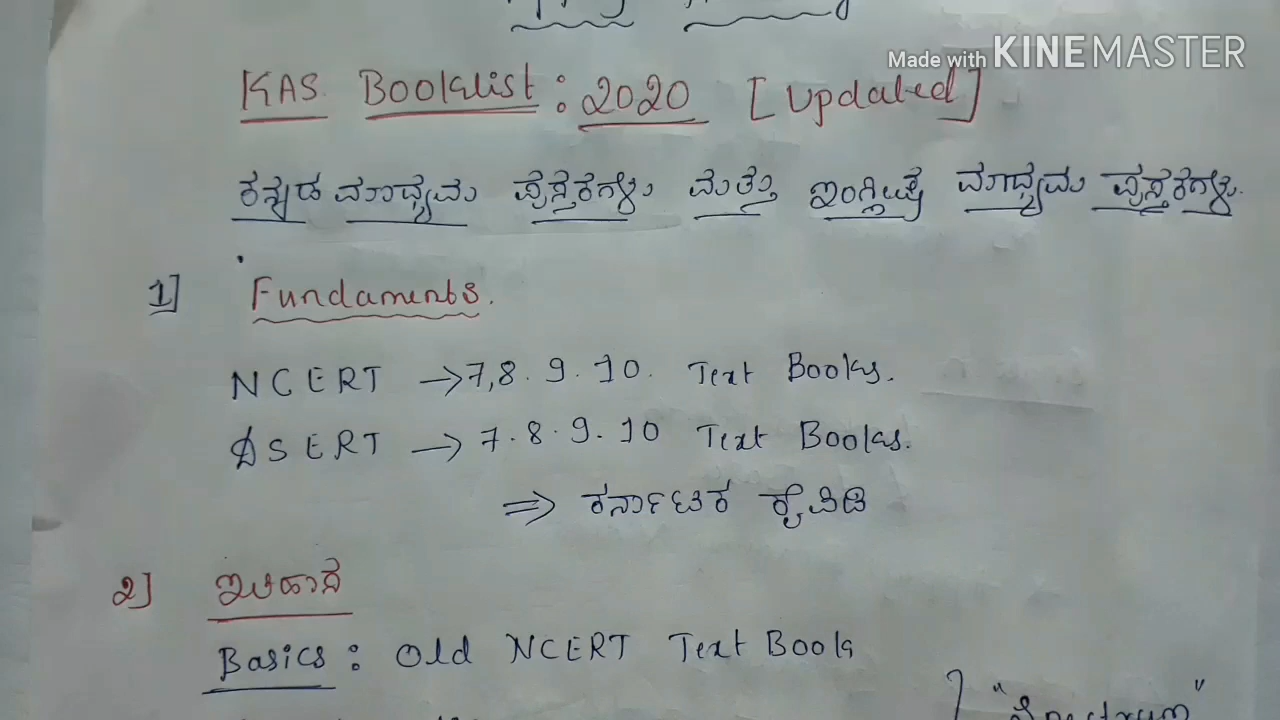 Made with KINEMASTER
KAS Booklist : 2020 [Updated]
ಕನ್ನಡ ಮಾಧ್ಯಮ ಪುಸ್ತಕಗಳು ಮತ್ತು ಇಂಗ್ಲೀಷ್ ಮಾಧ್ಯಮ ಪುಸ್ತಕಗಳು.
1] Fundaments.
NCERT → 7,8.9.10. Text Books.
DSERT → 7.8.9.10 Text Books.
⇒ ಕರ್ನಾಟಕ ಕೈಪಿಡಿ
2] ಇತಿಹಾಸ
Basics : Old NCERT Text Book
"Spectrum"